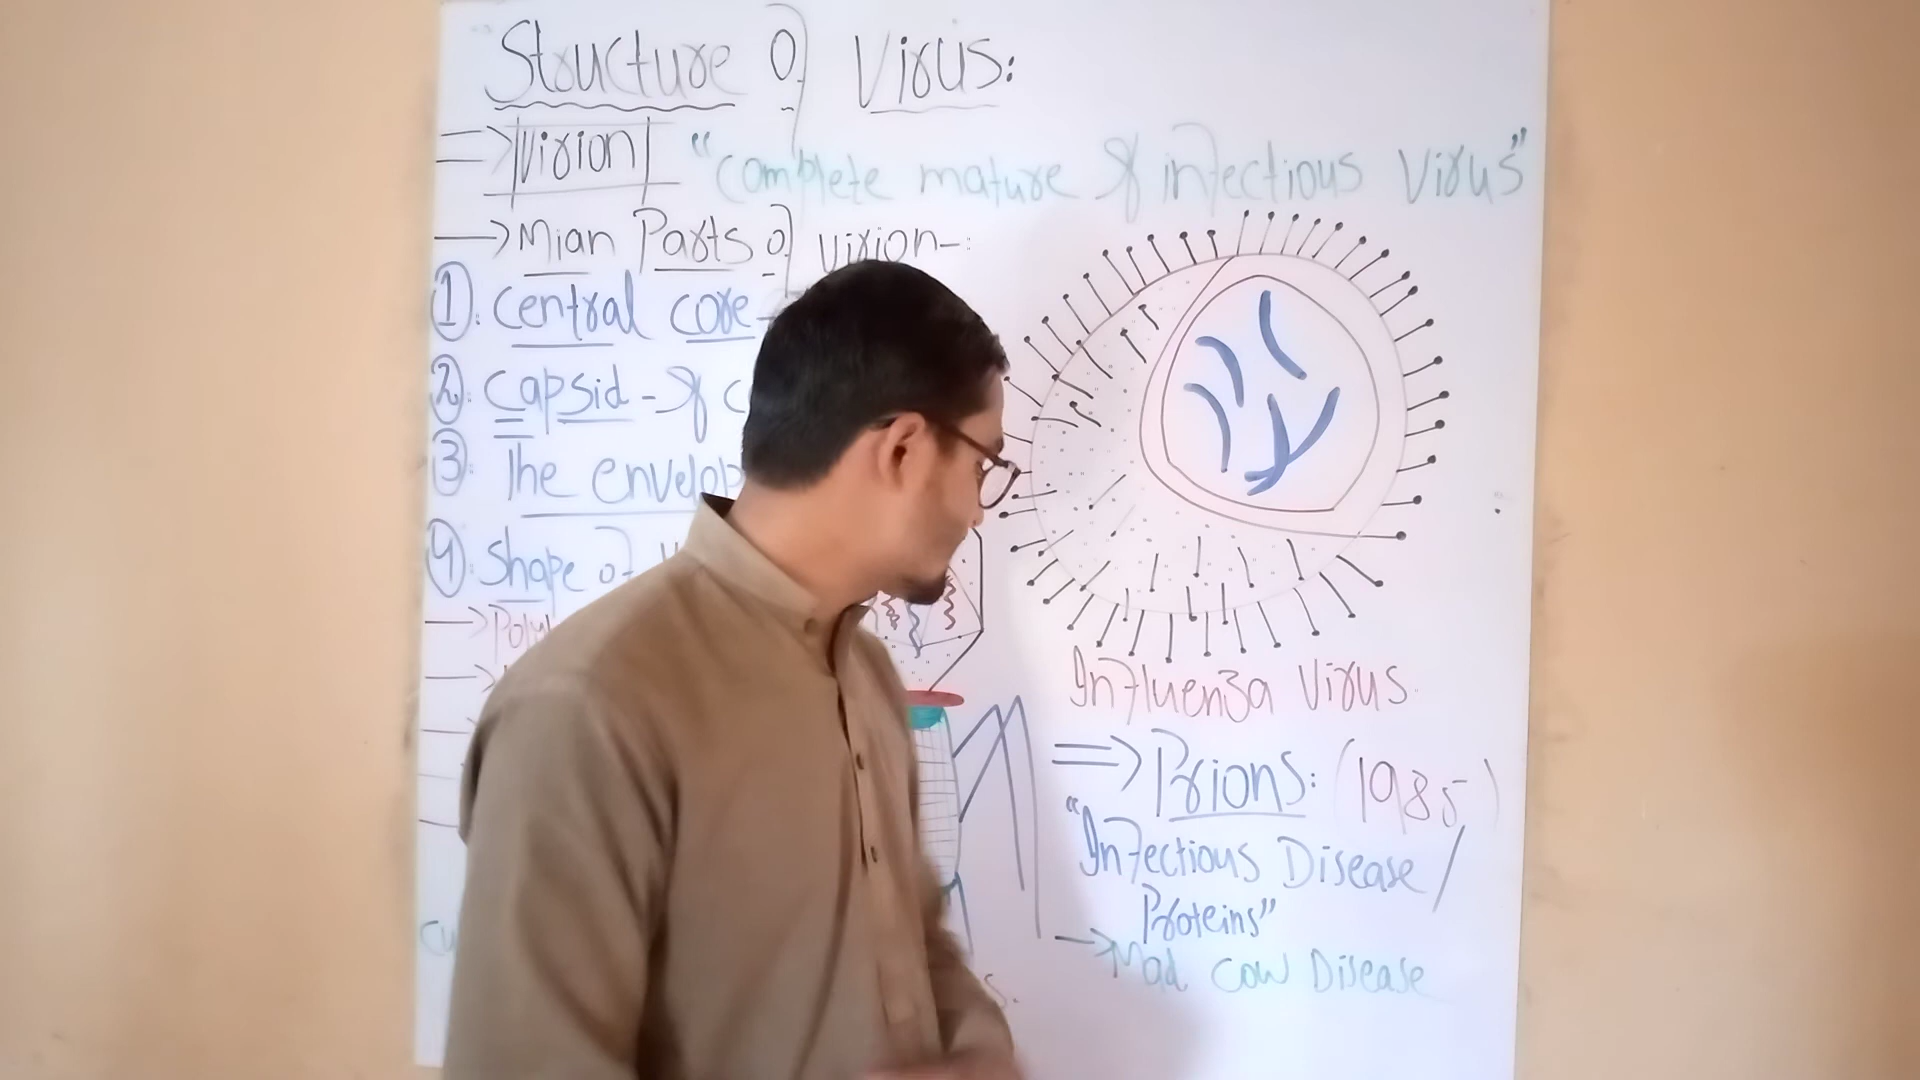 Structure of Virus:
=> Virion "complete mature & infectious Virus"
→ Mian Parts of virion-:
①. Central core-
②. Capsid - &
③. The envelop
④. Shape of
→ Poly
Influenza Virus
=> Prions: (1985)
"Infectious Disease /
Proteins"
→ Mad cow Disease